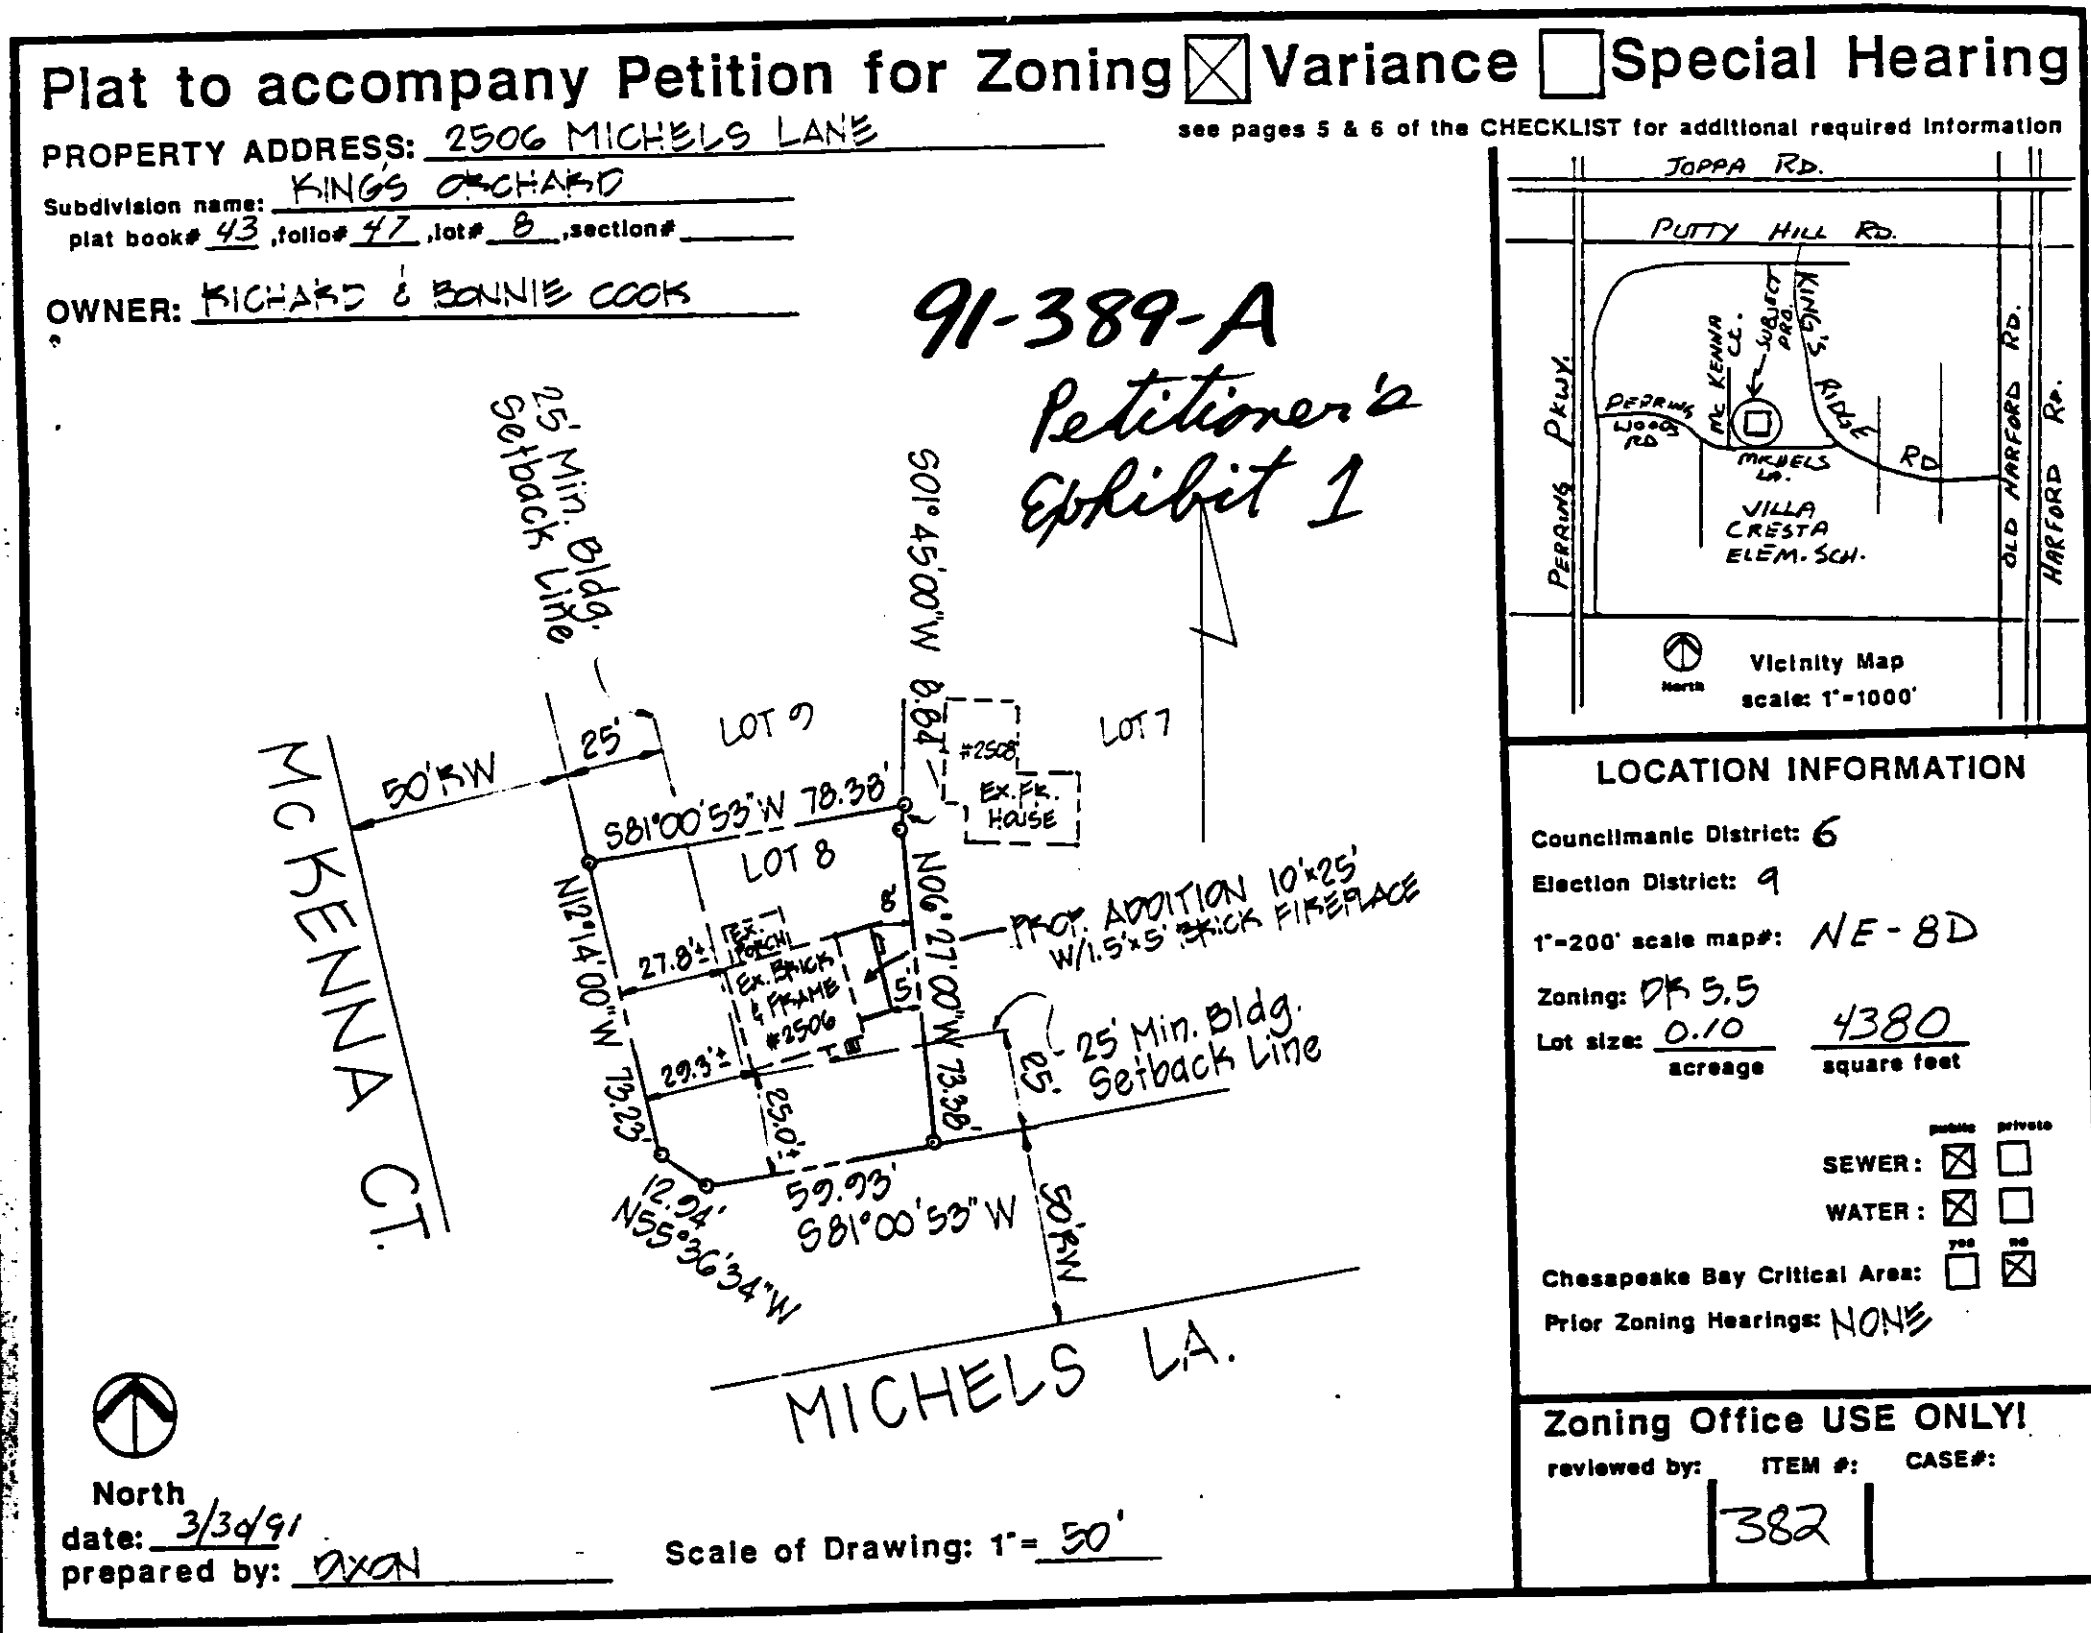 Plat to accompany Petition for Zoning Variance Special Hearing
PROPERTY ADDRESS: 2506 MICHELS LANE
see pages 5 & 6 of the CHECKLIST for additional required information
Subdivision name: KING'S ORCHARD
plat book# 43, folio# 47, lot# 8, section#
OWNER: RICHARD & BONNIE COOK
91-389-A
Petitioner's
Exhibit 1
25' Min. Bldg.
Setback Line
S01°45'00"W 8.84'
50' RW
25'
LOT 9
LOT 7
#2508
EX. FR.
HOUSE
S81°00'53"W 78.38'
LOT 8
MC KENNA CT.
N12°14'00"W 73.23'
N06°27'00"W 73.38'
8'
27.8'±
EX.
PORCH
EX. BRICK
& FRAME
#2506
5'
PROP. ADDITION 10'x25'
W/1.5'x5' BRICK FIREPLACE
29.3'±
25.0'±
25'
25' Min. Bldg.
Setback Line
12.94'
N55°36'34"W
59.93'
S81°00'53"W
50' RW
MICHELS LA.
North
date: 3/30/91
prepared by: DXON
Scale of Drawing: 1"= 50'
JOPPA RD.
PUTTY HILL RD.
PERRING PKWY.
PERRING
WOODS
RD
MC KENNA
CT.
SUBJECT
PRO.
KING'S RIDGE RD
MICHELS
LA.
VILLA
CRESTA
ELEM. SCH.
OLD HARFORD RD.
HARFORD RD.
North
Vicinity Map
scale: 1"=1000'
LOCATION INFORMATION
Councilmanic District: 6
Election District: 9
1"=200' scale map#: NE-8D
Zoning: DR 5.5
Lot size: 0.10 4380
acreage square feet
public private
SEWER:
WATER:
yes no
Chesapeake Bay Critical Area:
Prior Zoning Hearings: NONE
Zoning Office USE ONLY!
reviewed by: ITEM #: CASE#:
382